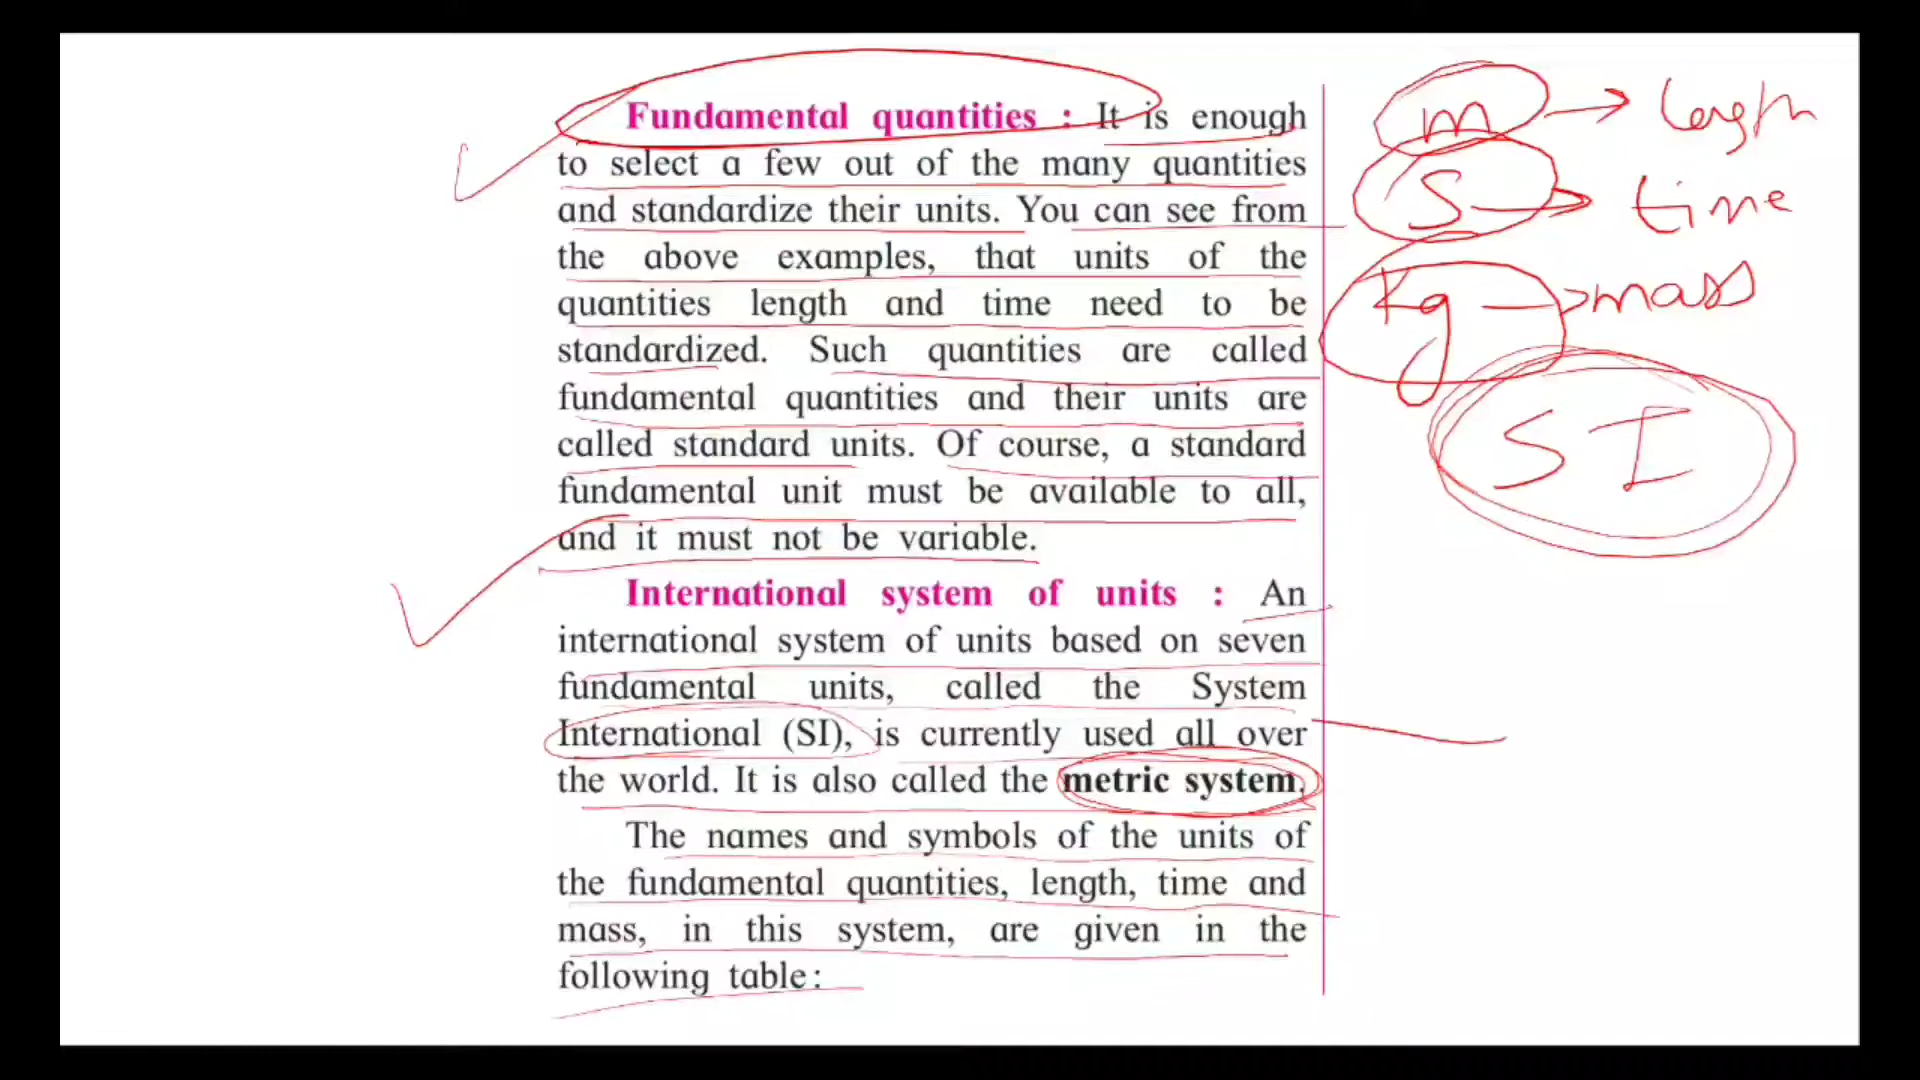 Fundamental quantities : It is enough
to select a few out of the many quantities
and standardize their units. You can see from
the above examples, that units of the
quantities length and time need to be
standardized. Such quantities are called
fundamental quantities and their units are
called standard units. Of course, a standard
fundamental unit must be available to all,
and it must not be variable.
International system of units : An
international system of units based on seven
fundamental units, called the System
International (SI), is currently used all over
the world. It is also called the metric system.
The names and symbols of the units of
the fundamental quantities, length, time and
mass, in this system, are given in the
following table:
m → length
S → time
Kg → mass
SI